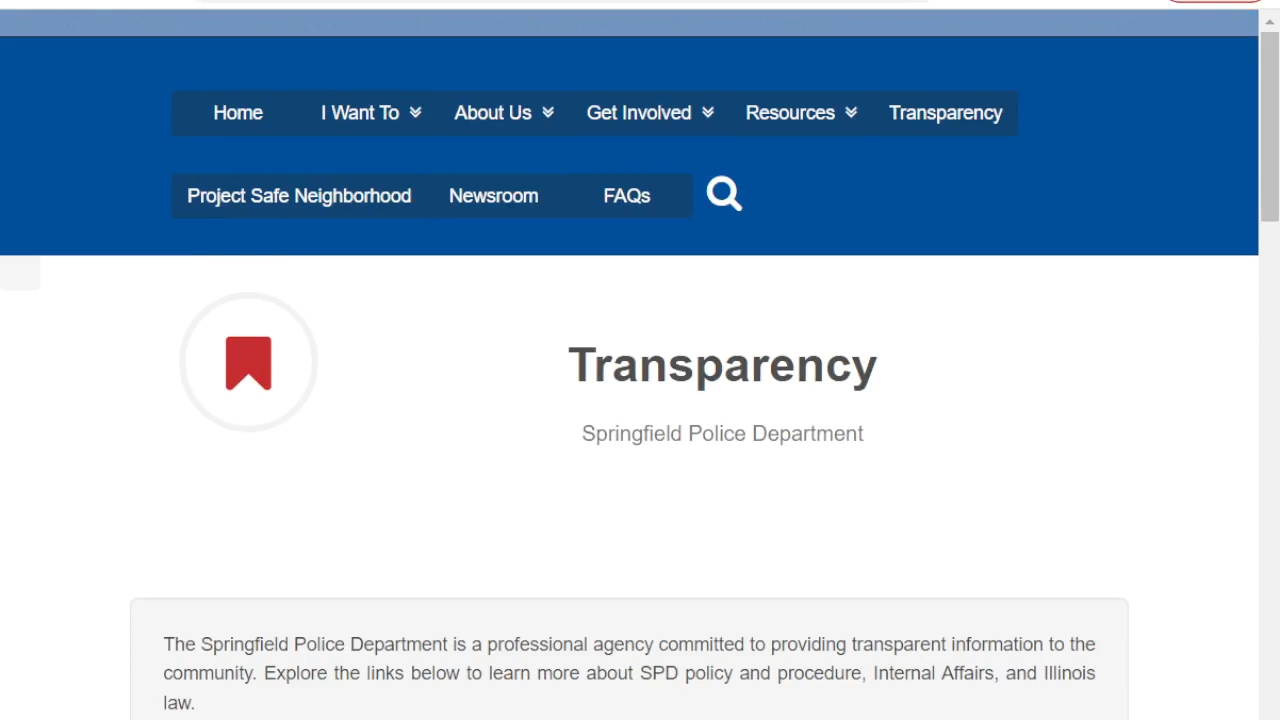 Home I Want To About Us Get Involved Resources Transparency
Project Safe Neighborhood Newsroom FAQs
Transparency
Springfield Police Department
The Springfield Police Department is a professional agency committed to providing transparent information to the
community. Explore the links below to learn more about SPD policy and procedure, Internal Affairs, and Illinois
law.